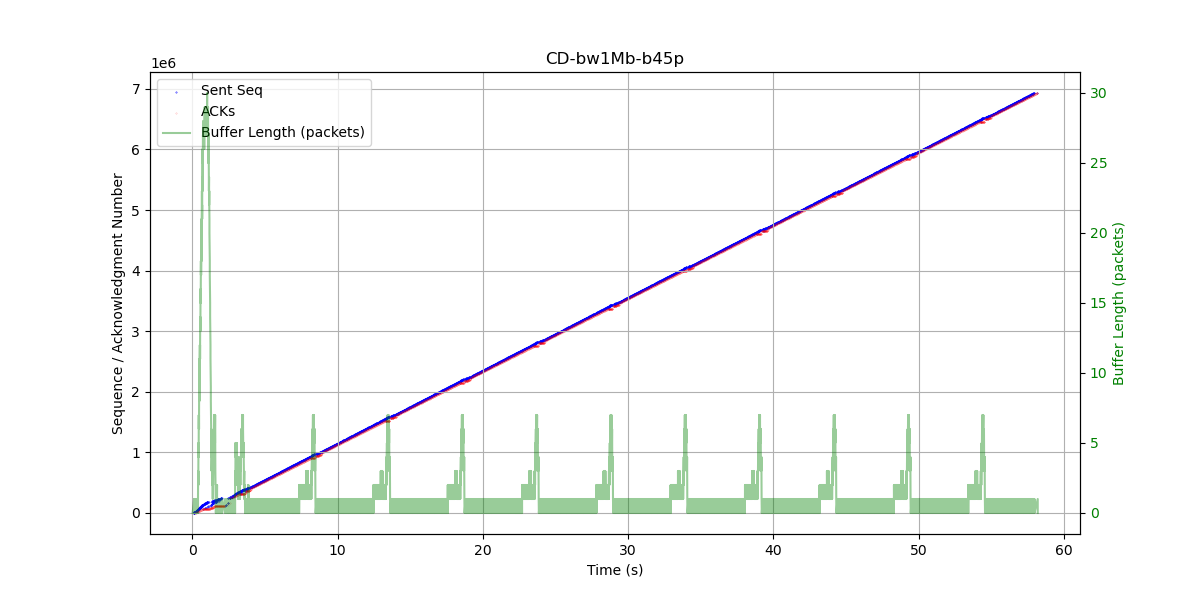 CD-bw1Mb-b45p
1e6
Sent Seq
ACKs
Buffer Length (packets)
7
6
5
4
3
2
1
0
Sequence / Acknowledgment Number
30
25
20
15
10
5
0
Buffer Length (packets)
0
10
20
30
40
50
60
Time (s)